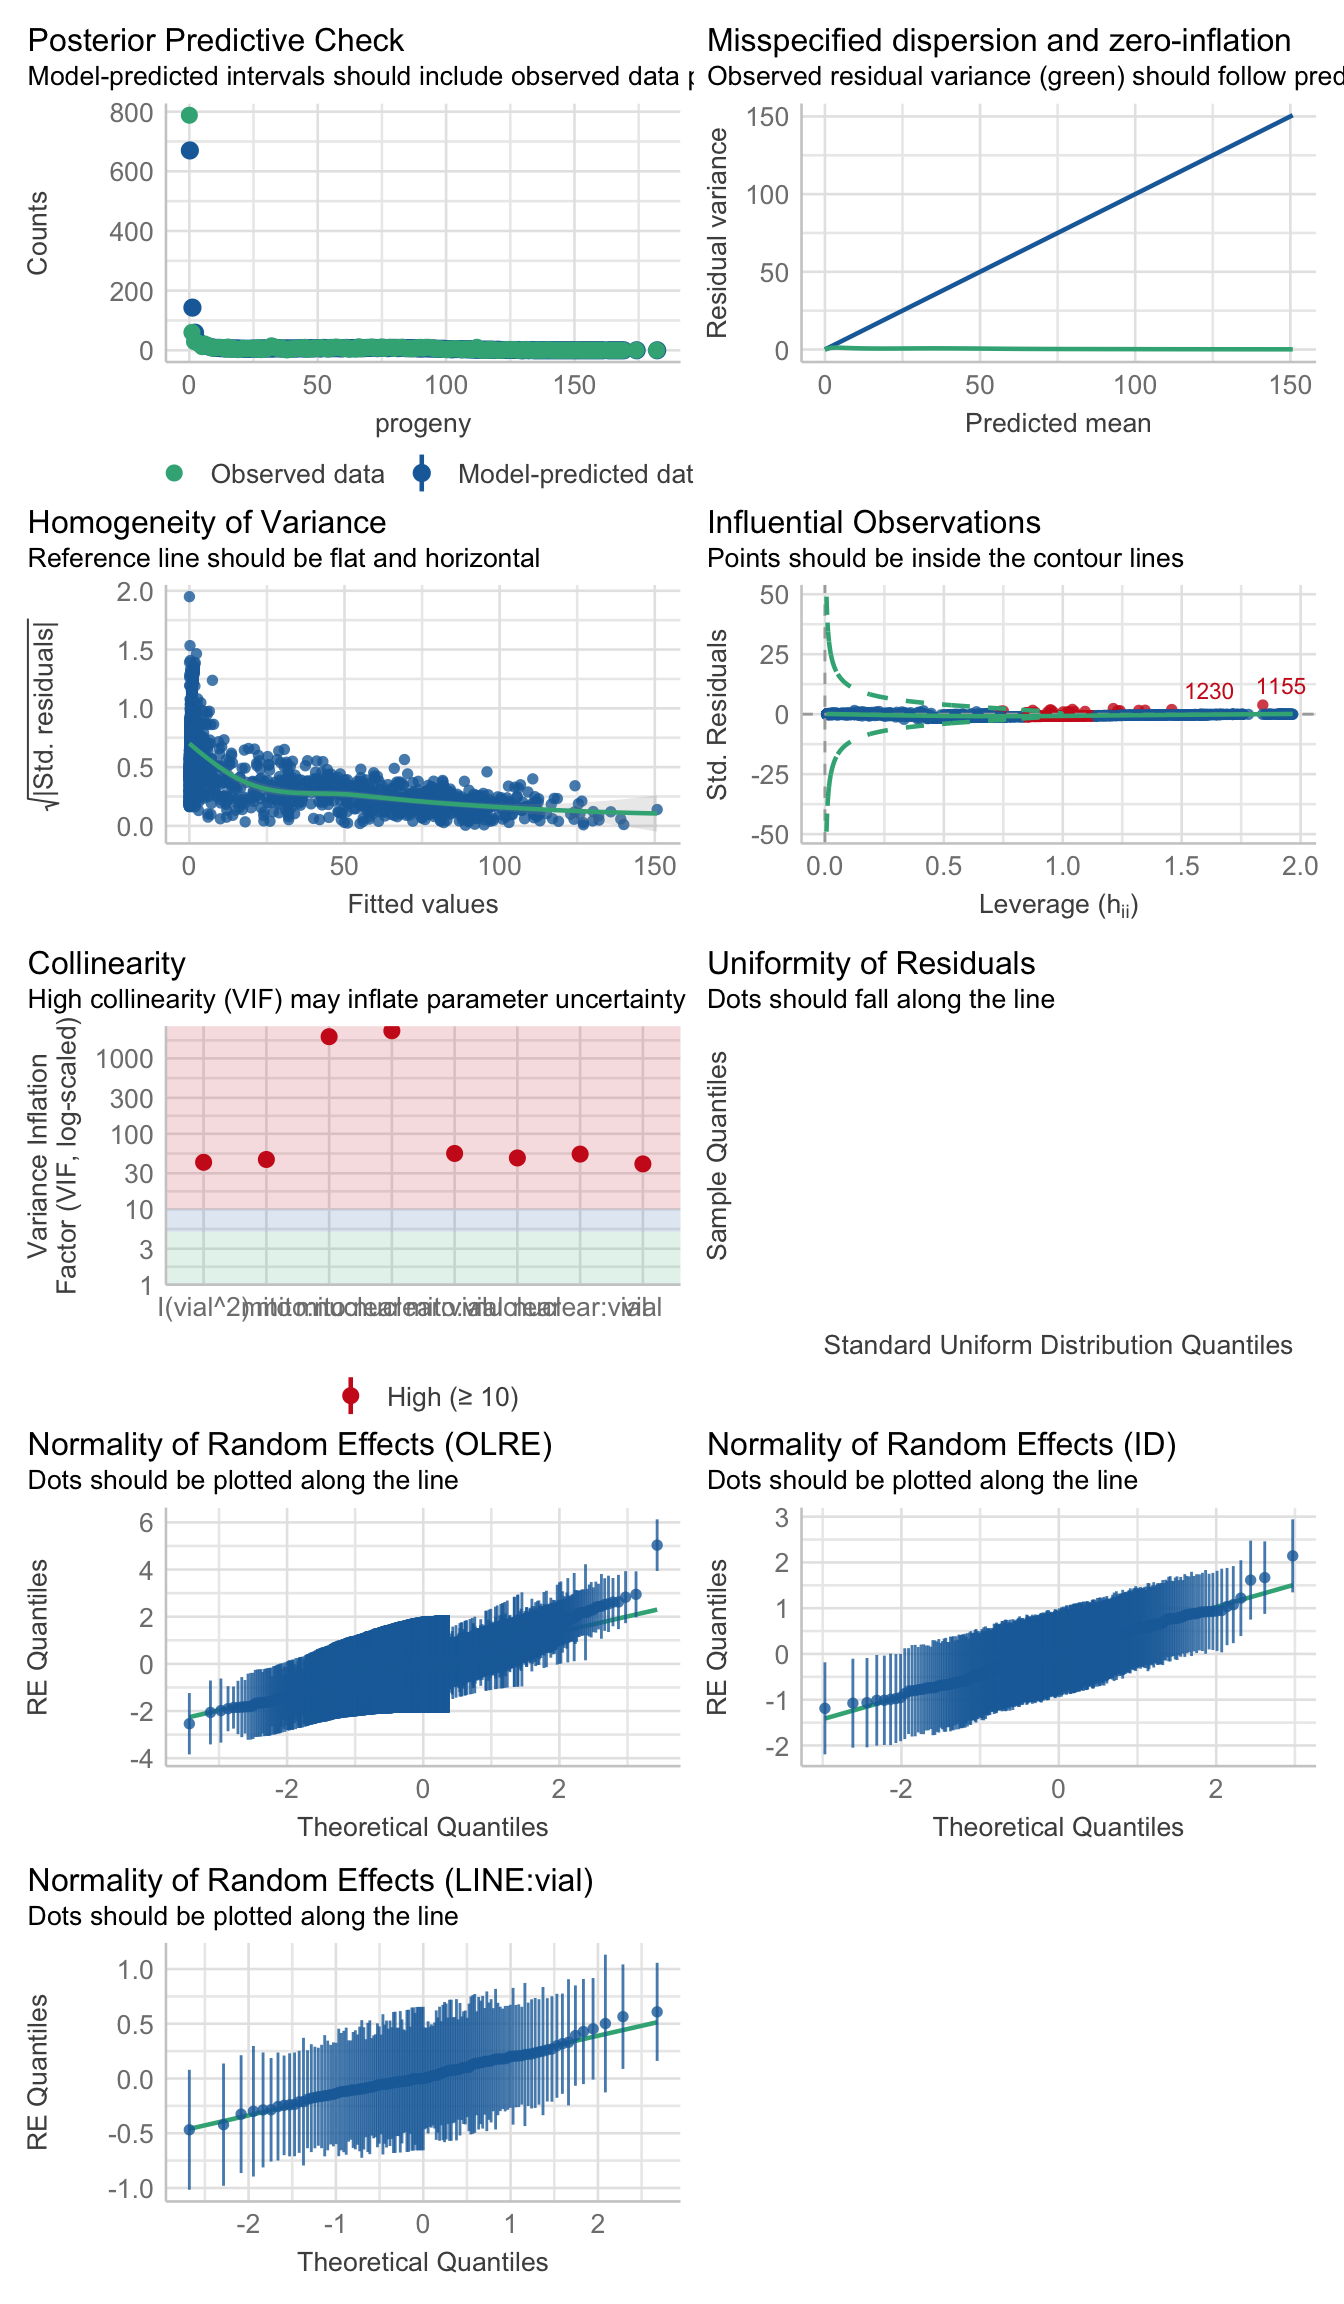 Posterior Predictive Check
Model-predicted intervals should include observed data p
800
600
400
200
0
Counts
0 50 100 150
progeny
Observed data Model-predicted dat
Misspecified dispersion and zero-inflation
Observed residual variance (green) should follow pred
150
100
50
0
Residual variance
0 50 100 150
Predicted mean
Homogeneity of Variance
Reference line should be flat and horizontal
2.0
1.5
1.0
0.5
0.0
√|Std. residuals|
0 50 100 150
Fitted values
Influential Observations
Points should be inside the contour lines
50
25
0
-25
-50
Std. Residuals
1230 1155
0.0 0.5 1.0 1.5 2.0
Leverage (hii)
Collinearity
High collinearity (VIF) may inflate parameter uncertainty
1000
300
100
30
10
3
1
Variance Inflation
Factor (VIF, log-scaled)
I(vial^2)
High (≥ 10)
Uniformity of Residuals
Dots should fall along the line
Sample Quantiles
Standard Uniform Distribution Quantiles
Normality of Random Effects (OLRE)
Dots should be plotted along the line
6
4
2
0
-2
-4
RE Quantiles
-2 0 2
Theoretical Quantiles
Normality of Random Effects (ID)
Dots should be plotted along the line
3
2
1
0
-1
-2
RE Quantiles
-2 0 2
Theoretical Quantiles
Normality of Random Effects (LINE:vial)
Dots should be plotted along the line
1.0
0.5
0.0
-0.5
-1.0
RE Quantiles
-2 -1 0 1 2
Theoretical Quantiles